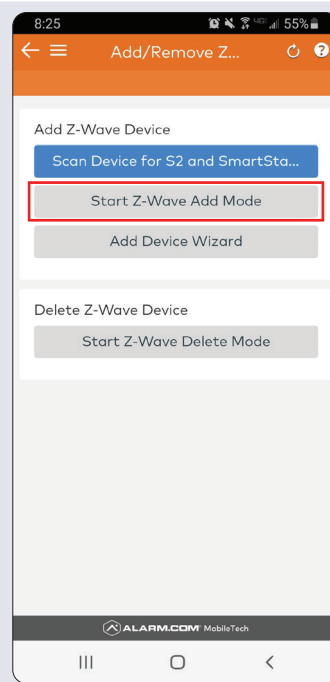 8:25
55%
Add/Remove Z...
?
Add Z-Wave Device
Scan Device for S2 and SmartSta...
Start Z-Wave Add Mode
Add Device Wizard
Delete Z-Wave Device
Start Z-Wave Delete Mode
ALARM.COM MobileTech